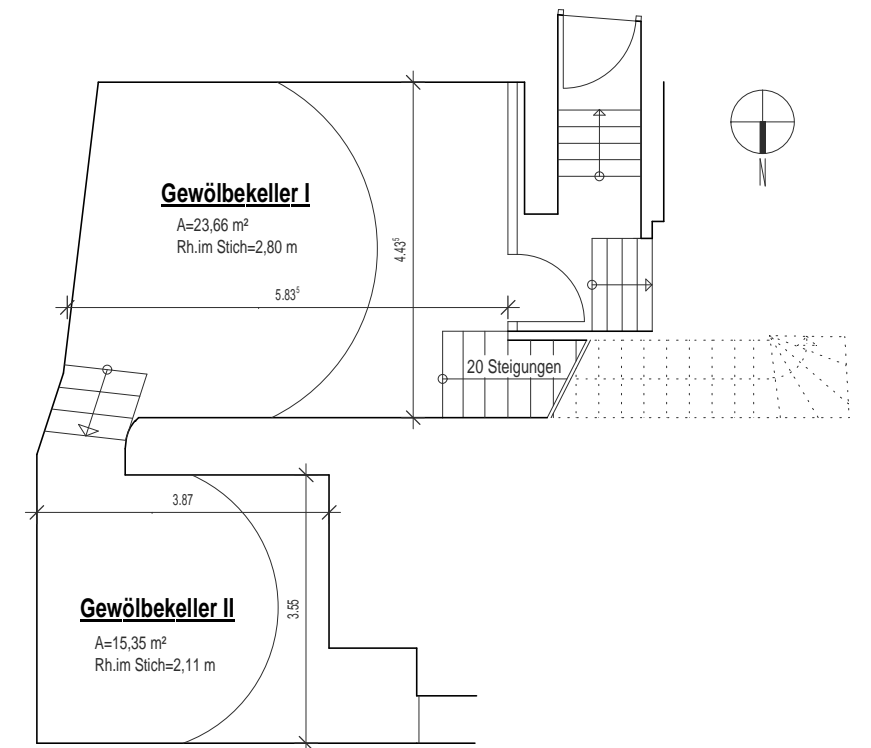 Gewölbekeller I
A=23,66 m²
Rh.im Stich=2,80 m
4.43⁵
5.83⁵
N
20 Steigungen
3.87
Gewölbekeller II
A=15,35 m²
Rh.im Stich=2,11 m
3.55